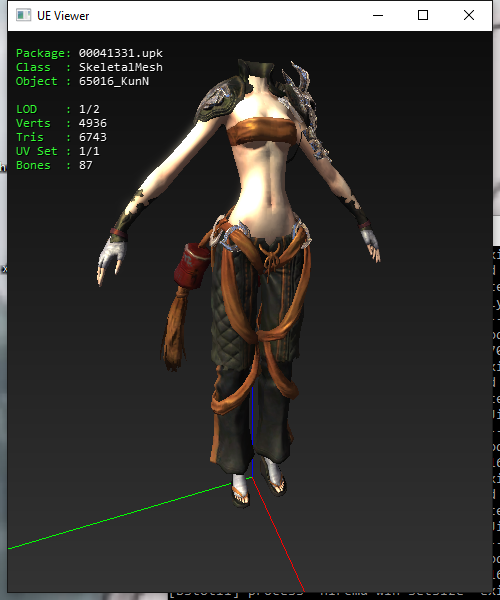 UE Viewer
Package: 00041331.upk
Class : SkeletalMesh
Object : 65016_KunN
LOD : 1/2
Verts : 4936
Tris : 6743
UV Set : 1/1
Bones : 87